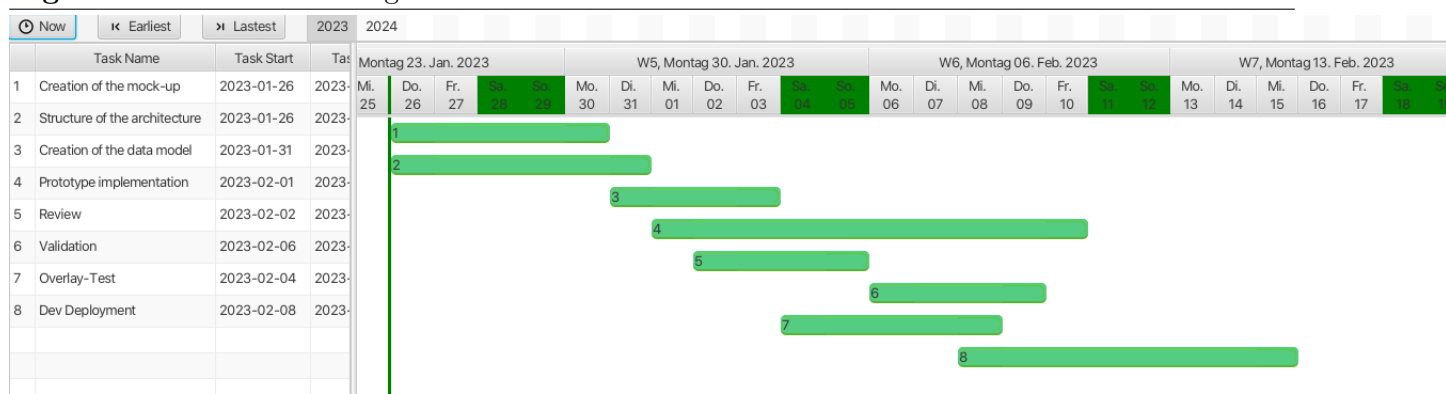 Now Earliest Lastest 2023 2024
Task Name Task Start Montag 23. Jan. 2023 W5, Montag 30. Jan. 2023 W6, Montag 06. Feb. 2023 W7, Montag 13. Feb. 2023
Mi. Do. Fr. Sa. So. Mo. Di. Mi. Do. Fr. Sa. So. Mo. Di. Mi. Do. Fr. Sa. So. Mo. Di. Mi. Do. Fr. Sa.
25 26 27 28 29 30 31 01 02 03 04 05 06 07 08 09 10 11 12 13 14 15 16 17 18
1 Creation of the mock-up 2023-01-26 2023-
2 Structure of the architecture 2023-01-26 2023-
3 Creation of the data model 2023-01-31 2023-
4 Prototype implementation 2023-02-01 2023-
5 Review 2023-02-02 2023-
6 Validation 2023-02-06 2023-
7 Overlay-Test 2023-02-04 2023-
8 Dev Deployment 2023-02-08 2023-
1
2
3
4
5
6
7
8